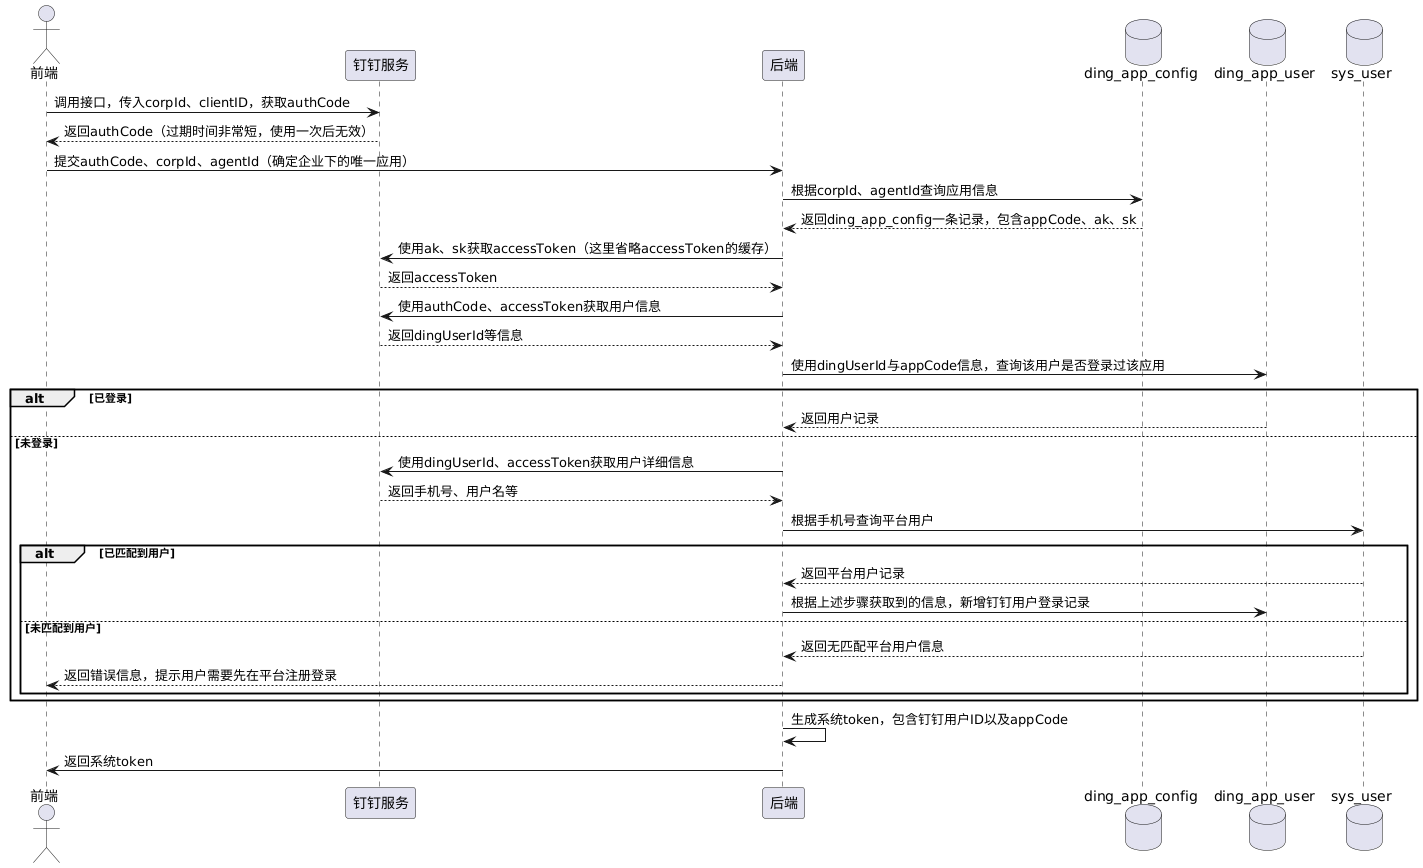 前端
钉钉服务
后端
ding_app_config
ding_app_user
sys_user
调用接口，传入corpId、clientID，获取authCode
返回authCode（过期时间非常短，使用一次后无效）
提交authCode、corpId、agentId（确定企业下的唯一应用）
根据corpId、agentId查询应用信息
返回ding_app_config一条记录，包含appCode、ak、sk
使用ak、sk获取accessToken（这里省略accessToken的缓存）
返回accessToken
使用authCode、accessToken获取用户信息
返回dingUserId等信息
使用dingUserId与appCode信息，查询该用户是否登录过该应用
alt [已登录]
返回用户记录
[未登录]
使用dingUserId、accessToken获取用户详细信息
返回手机号、用户名等
根据手机号查询平台用户
alt [已匹配到用户]
返回平台用户记录
根据上述步骤获取到的信息，新增钉钉用户登录记录
[未匹配到用户]
返回无匹配平台用户信息
返回错误信息，提示用户需要先在平台注册登录
生成系统token，包含钉钉用户ID以及appCode
返回系统token
前端
钉钉服务
后端
ding_app_config
ding_app_user
sys_user